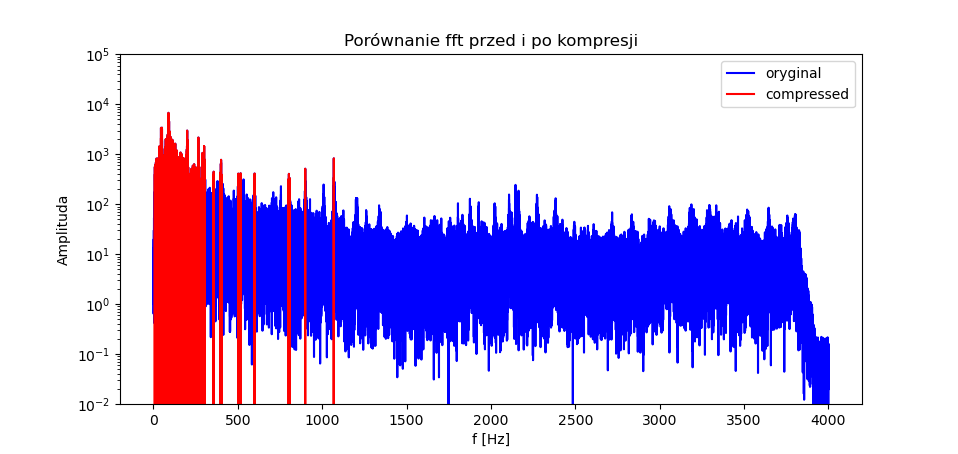 Porównanie fft przed i po kompresji
oryginal
compressed
Amplituda
10^5
10^4
10^3
10^2
10^1
10^0
10^-1
10^-2
0 500 1000 1500 2000 2500 3000 3500 4000
f [Hz]